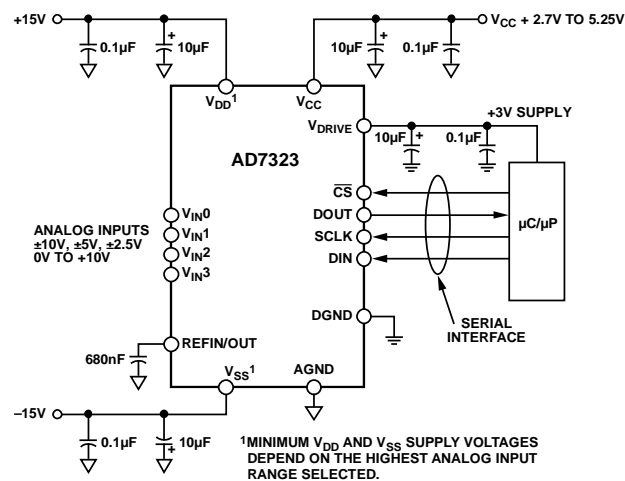 +15V
0.1µF
10µF
+
VDD1
VCC + 2.7V TO 5.25V
10µF
+
0.1µF
VCC
VDRIVE
+3V SUPPLY
10µF
+
0.1µF
AD7323
CS
DOUT
SCLK
DIN
µC/µP
ANALOG INPUTS
±10V, ±5V, ±2.5V
0V TO +10V
VIN0
VIN1
VIN2
VIN3
DGND
SERIAL
INTERFACE
REFIN/OUT
680nF
VSS1
AGND
–15V
0.1µF
10µF
+
1MINIMUM VDD AND VSS SUPPLY VOLTAGES
DEPEND ON THE HIGHEST ANALOG INPUT
RANGE SELECTED.